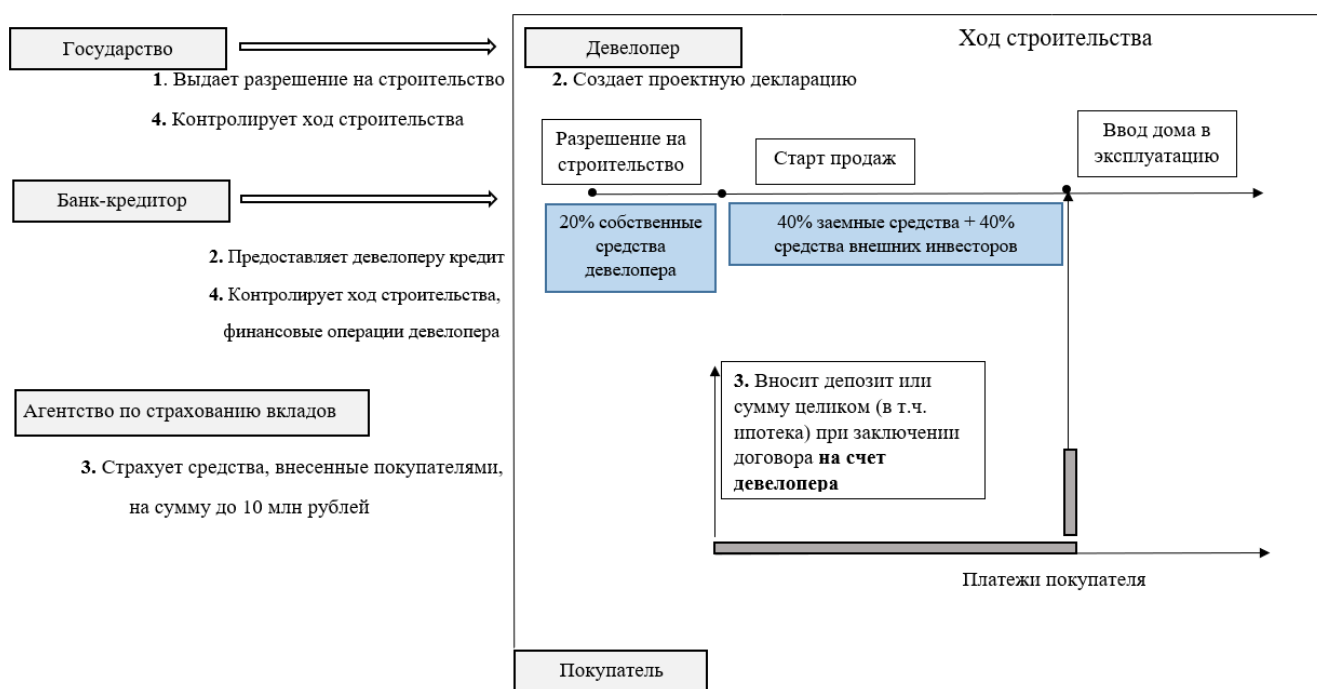 Государство
1. Выдает разрешение на строительство
4. Контролирует ход строительства
Банк-кредитор
2. Предоставляет девелоперу кредит
4. Контролирует ход строительства,
финансовые операции девелопера
Агентство по страхованию вкладов
3. Страхует средства, внесенные покупателями,
на сумму до 10 млн рублей
Девелопер
Ход строительства
2. Создает проектную декларацию
Разрешение на
строительство
Старт продаж
Ввод дома в
эксплуатацию
20% собственные
средства
девелопера
40% заемные средства + 40%
средства внешних инвесторов
3. Вносит депозит или
сумму целиком (в т.ч.
ипотека) при заключении
договора на счет
девелопера
Платежи покупателя
Покупатель